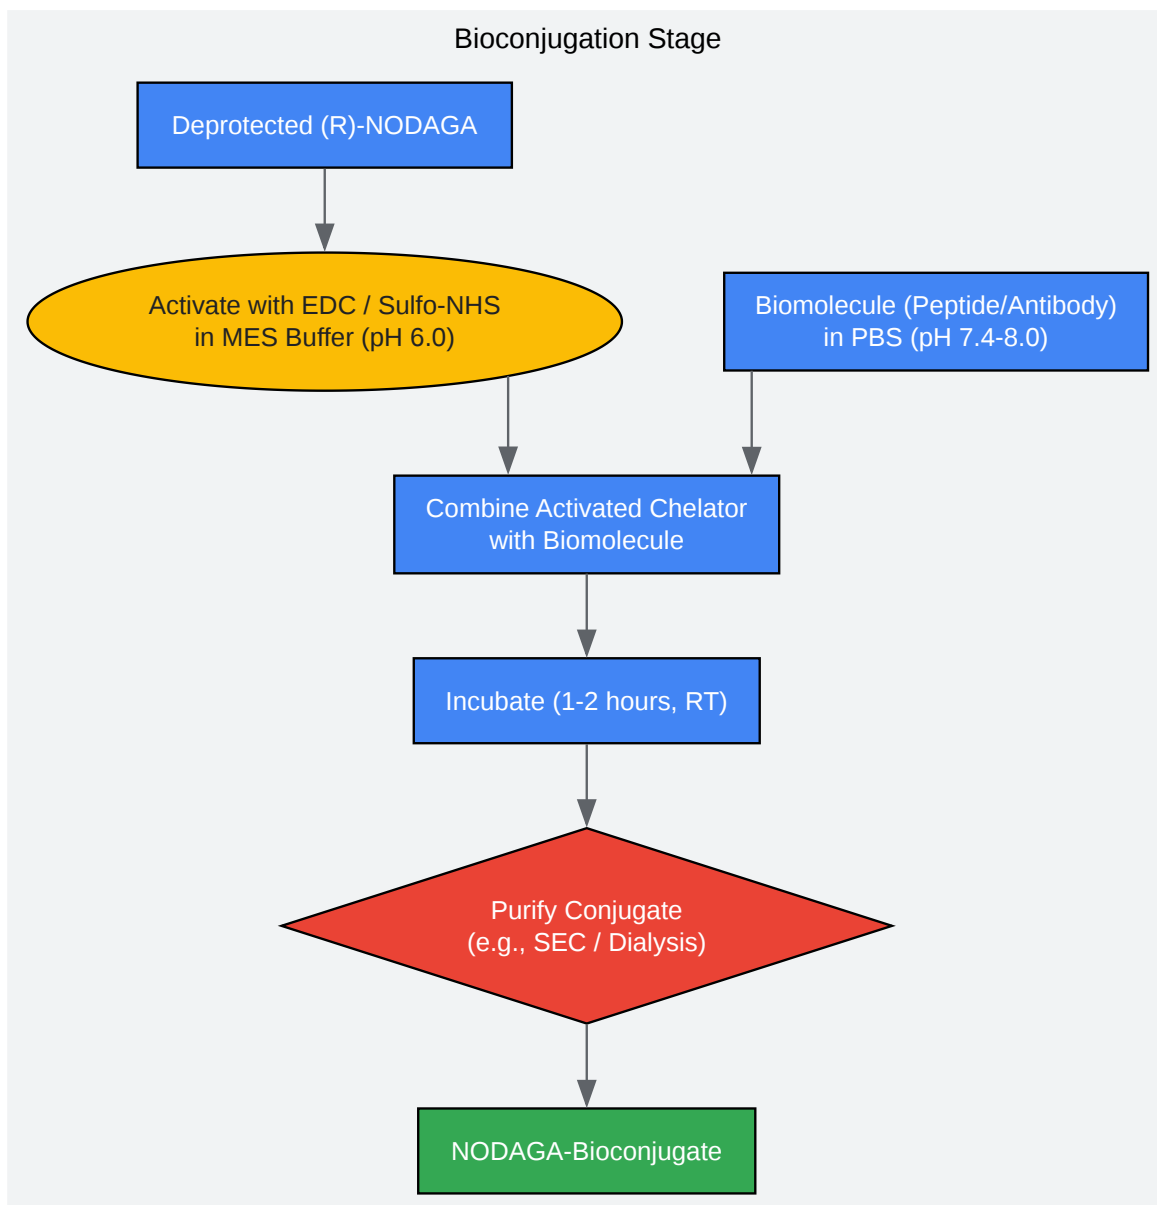 Bioconjugation Stage
Deprotected (R)-NODAGA
Activate with EDC / Sulfo-NHS
in MES Buffer (pH 6.0)
Biomolecule (Peptide/Antibody)
in PBS (pH 7.4-8.0)
Combine Activated Chelator
with Biomolecule
Incubate (1-2 hours, RT)
Purify Conjugate
(e.g., SEC / Dialysis)
NODAGA-Bioconjugate